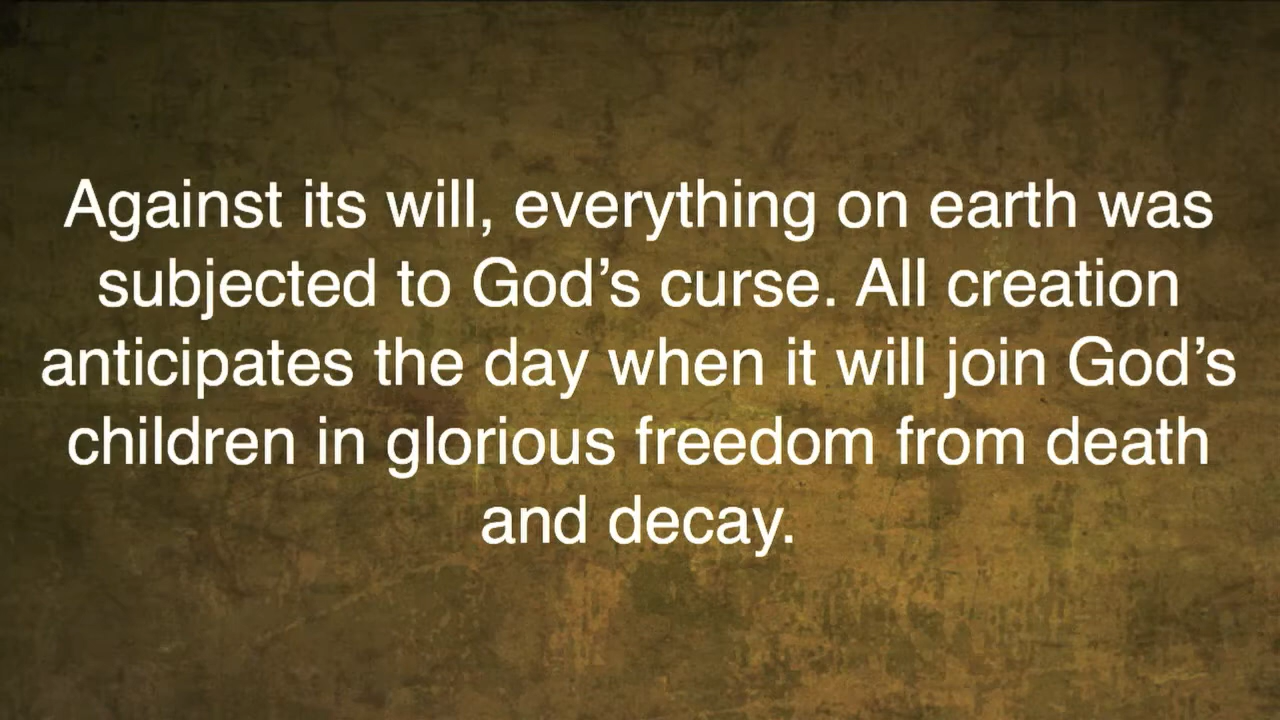 Against its will, everything on earth was
subjected to God’s curse. All creation
anticipates the day when it will join God’s
children in glorious freedom from death
and decay.